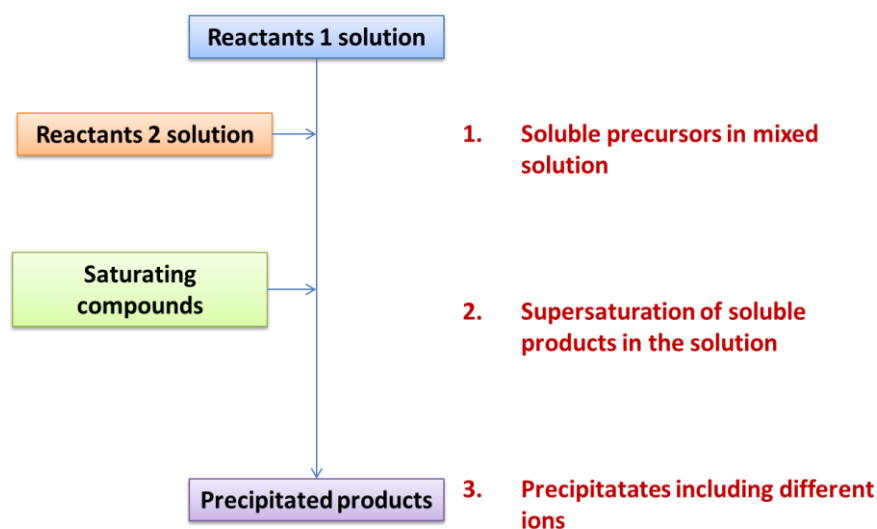 Reactants 1 solution
Reactants 2 solution
1. Soluble precursors in mixed
solution
Saturating
compounds
2. Supersaturation of soluble
products in the solution
Precipitated products
3. Precipitatates including different
ions